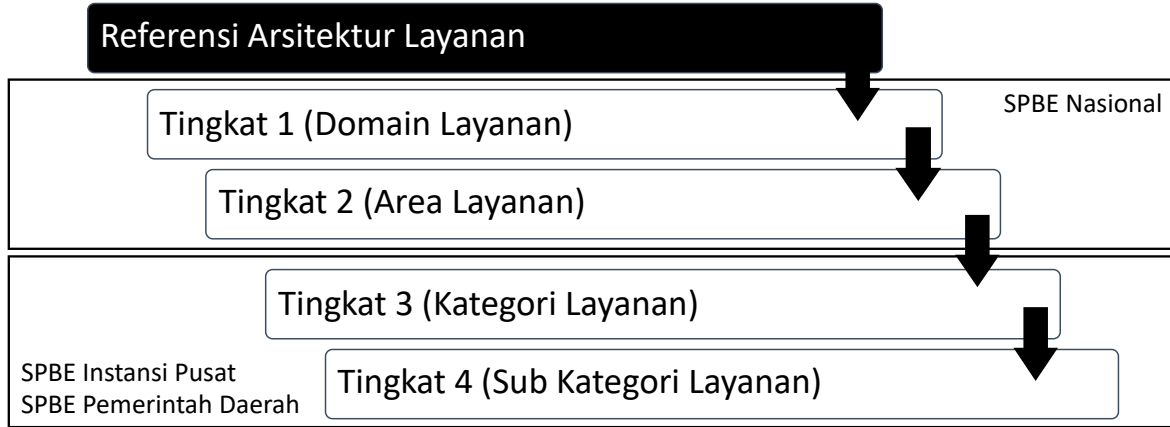 Referensi Arsitektur Layanan
SPBE Nasional
Tingkat 1 (Domain Layanan)
Tingkat 2 (Area Layanan)
Tingkat 3 (Kategori Layanan)
SPBE Instansi Pusat
SPBE Pemerintah Daerah
Tingkat 4 (Sub Kategori Layanan)